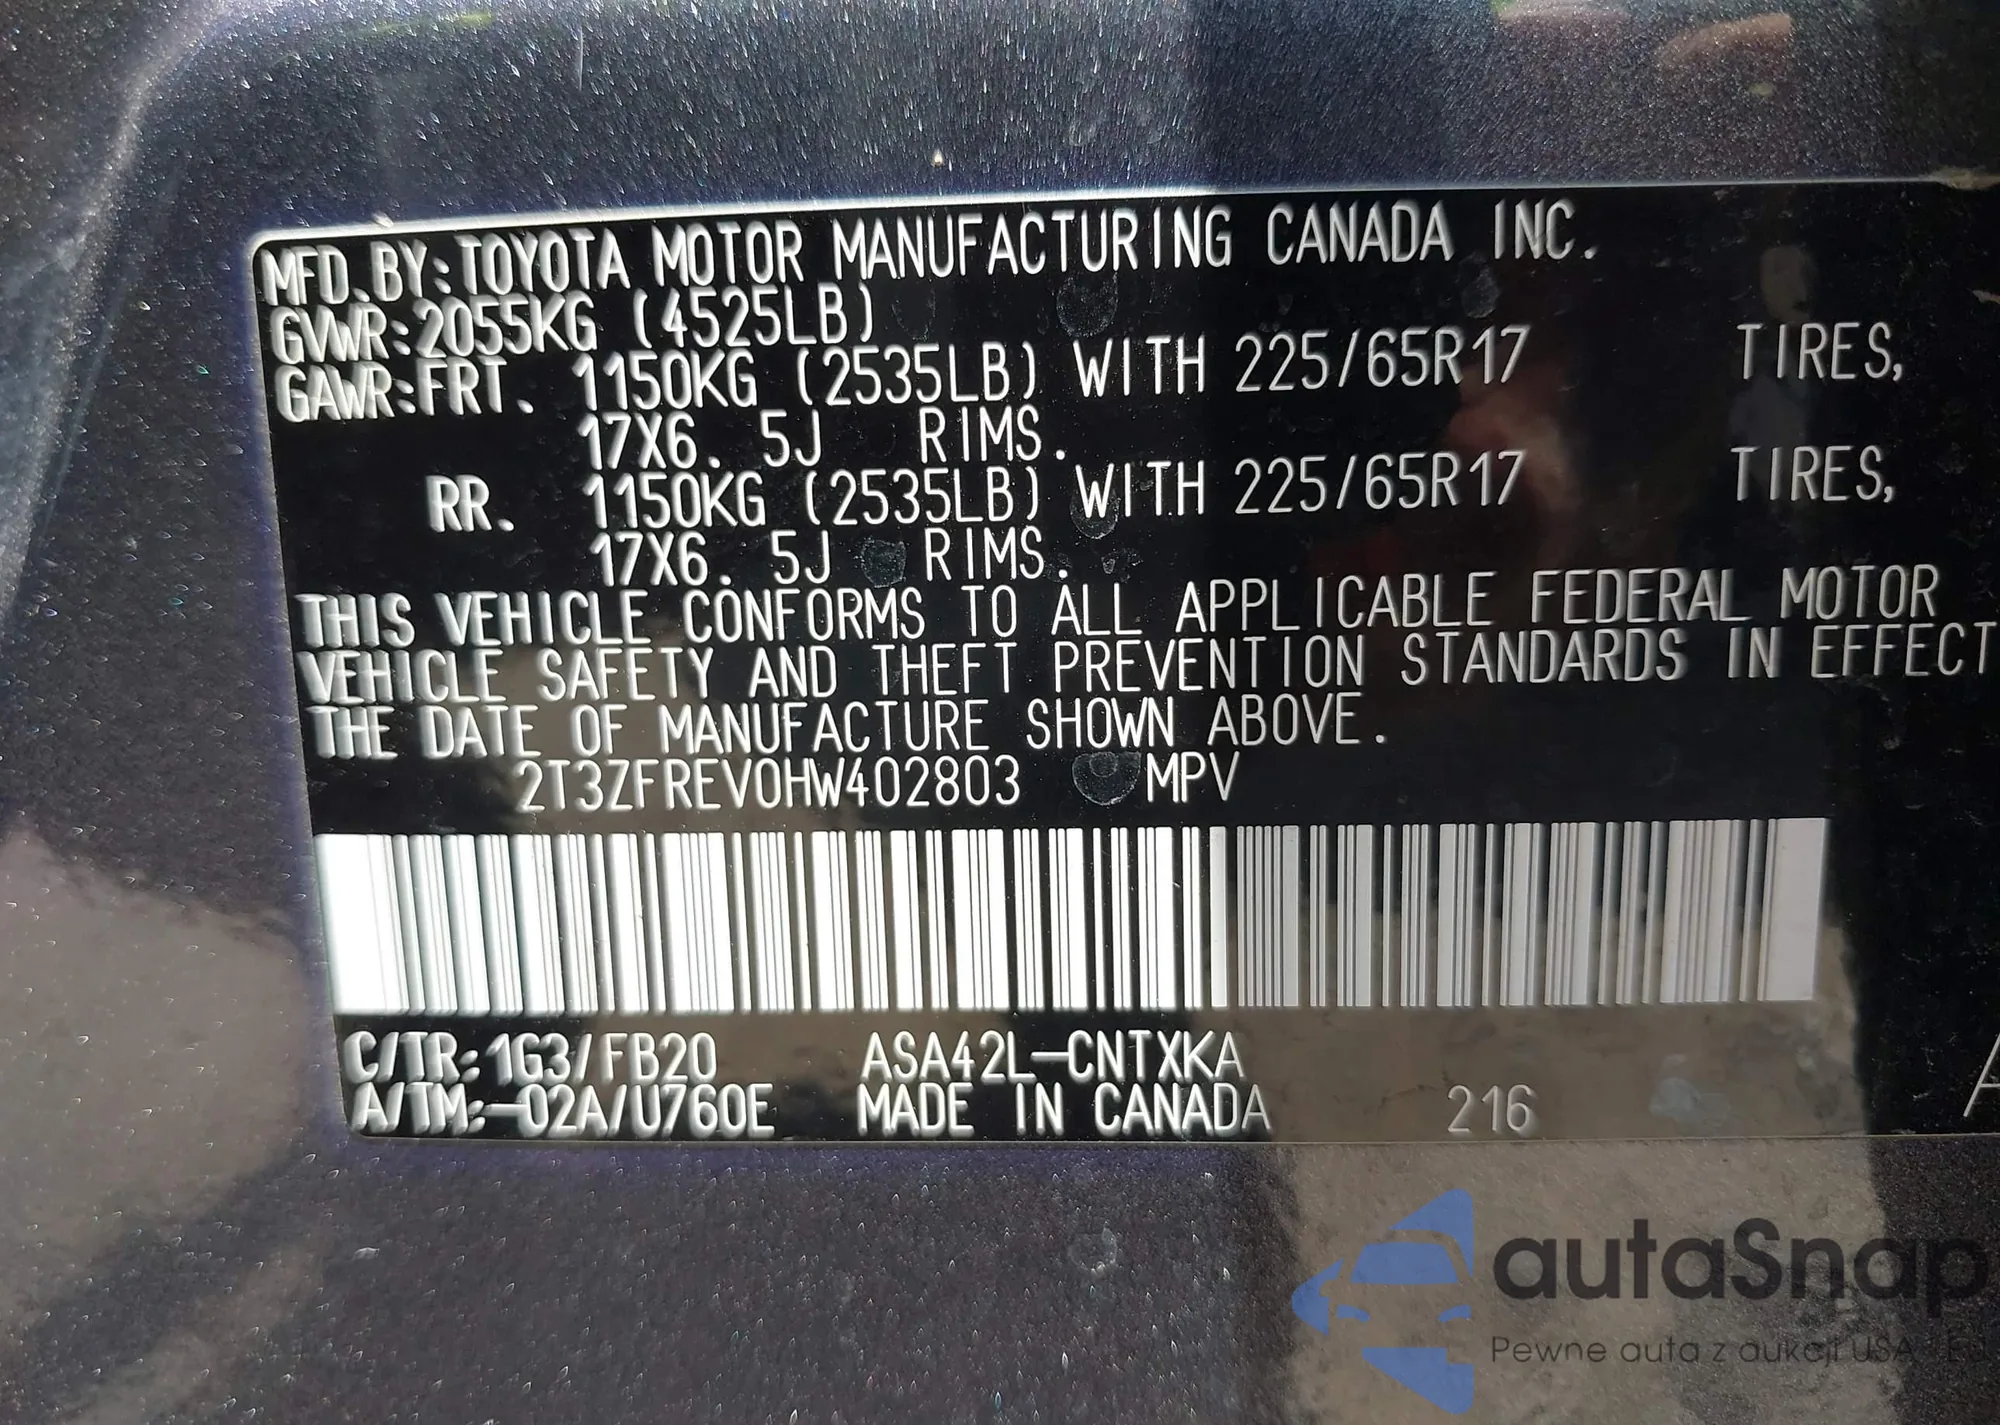 MFD. BY: TOYOTA MOTOR MANUFACTURING CANADA INC.
GVWR: 2055KG (4525LB)
GAWR: FRT. 1150KG (2535LB) WITH 225/65R17 TIRES,
17X6. 5J RIMS.
RR. 1150KG (2535LB) WITH 225/65R17 TIRES,
17X6. 5J RIMS.
THIS VEHICLE CONFORMS TO ALL APPLICABLE FEDERAL MOTOR
VEHICLE SAFETY AND THEFT PREVENTION STANDARDS IN EFFECT
THE DATE OF MANUFACTURE SHOWN ABOVE.
2T3ZFREV0HW402803 MPV
C/TR: 1G3/FB20 ASA42L-CNTXKA
A/TM: -02A/U760E MADE IN CANADA 216
autaSnap
Pewne auta z aukcji USA